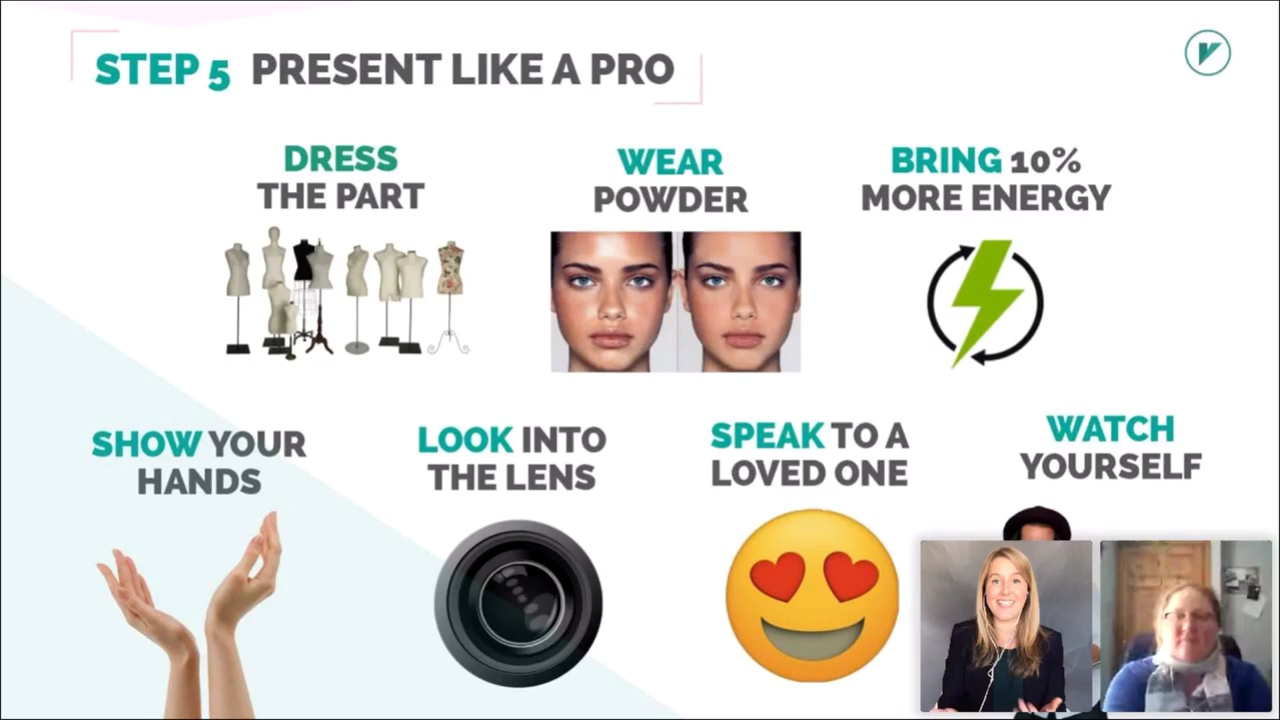 STEP 5 PRESENT LIKE A PRO
DRESS
THE PART
WEAR
POWDER
BRING 10%
MORE ENERGY
SHOW YOUR
HANDS
LOOK INTO
THE LENS
SPEAK TO A
LOVED ONE
WATCH
YOURSELF